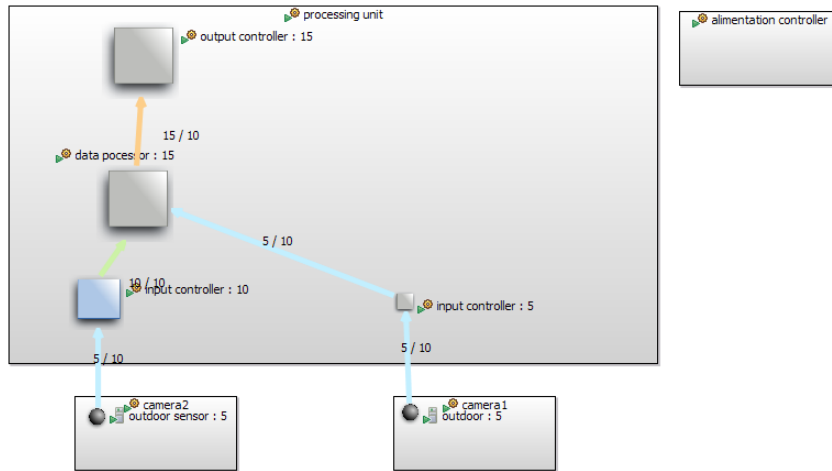 processing unit
alimentation controller
output controller : 15
15 / 10
data pocessor : 15
5 / 10
10 / 10
input controller : 10
input controller : 5
5 / 10
5 / 10
camera2
outdoor sensor : 5
camera1
outdoor : 5